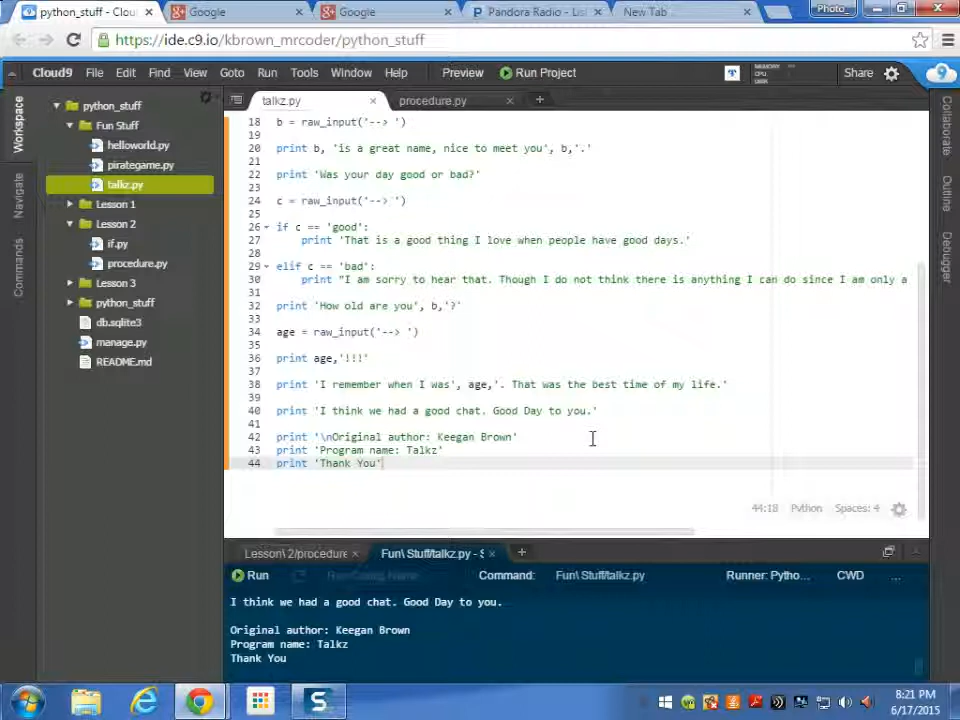 python_stuff - Clou
Google
Google
Pandora Radio - Lis
New Tab
Photo
https://ide.c9.io/kbrown_mrcoder/python_stuff
Cloud9 File Edit Find View Goto Run Tools Window Help Preview Run Project MEMORY CPU DISK Share
Workspace
Navigate
Commands
python_stuff
Fun Stuff
helloworld.py
pirategame.py
talkz.py
Lesson 1
Lesson 2
if.py
procedure.py
Lesson 3
python_stuff
db.sqlite3
manage.py
README.md
talkz.py procedure.py
18 b = raw_input('--> ')
19
20 print b, 'is a great name, nice to meet you', b,'.'
21
22 print 'Was your day good or bad?'
23
24 c = raw_input('--> ')
25
26 if c == 'good':
27 print 'That is a good thing I love when people have good days.'
28
29 elif c == 'bad':
30 print "I am sorry to hear that. Though I do not think there is anything I can do since I am only a
31
32 print 'How old are you', b,'?'
33
34 age = raw_input('--> ')
35
36 print age,'!!!'
37
38 print 'I remember when I was', age,'. That was the best time of my life.'
39
40 print 'I think we had a good chat. Good Day to you.'
41
42 print '\nOriginal author: Keegan Brown'
43 print 'Program name: Talkz'
44 print 'Thank You'
44:18 Python Spaces: 4
Collaborate
Outline
Debugger
Lesson\ 2/procedure Fun\ Stuff/talkz.py - S
Run Run Config Name Command: Fun\ Stuff/talkz.py Runner: Pytho... CWD ...
I think we had a good chat. Good Day to you.
Original author: Keegan Brown
Program name: Talkz
Thank You
8:21 PM
6/17/2015